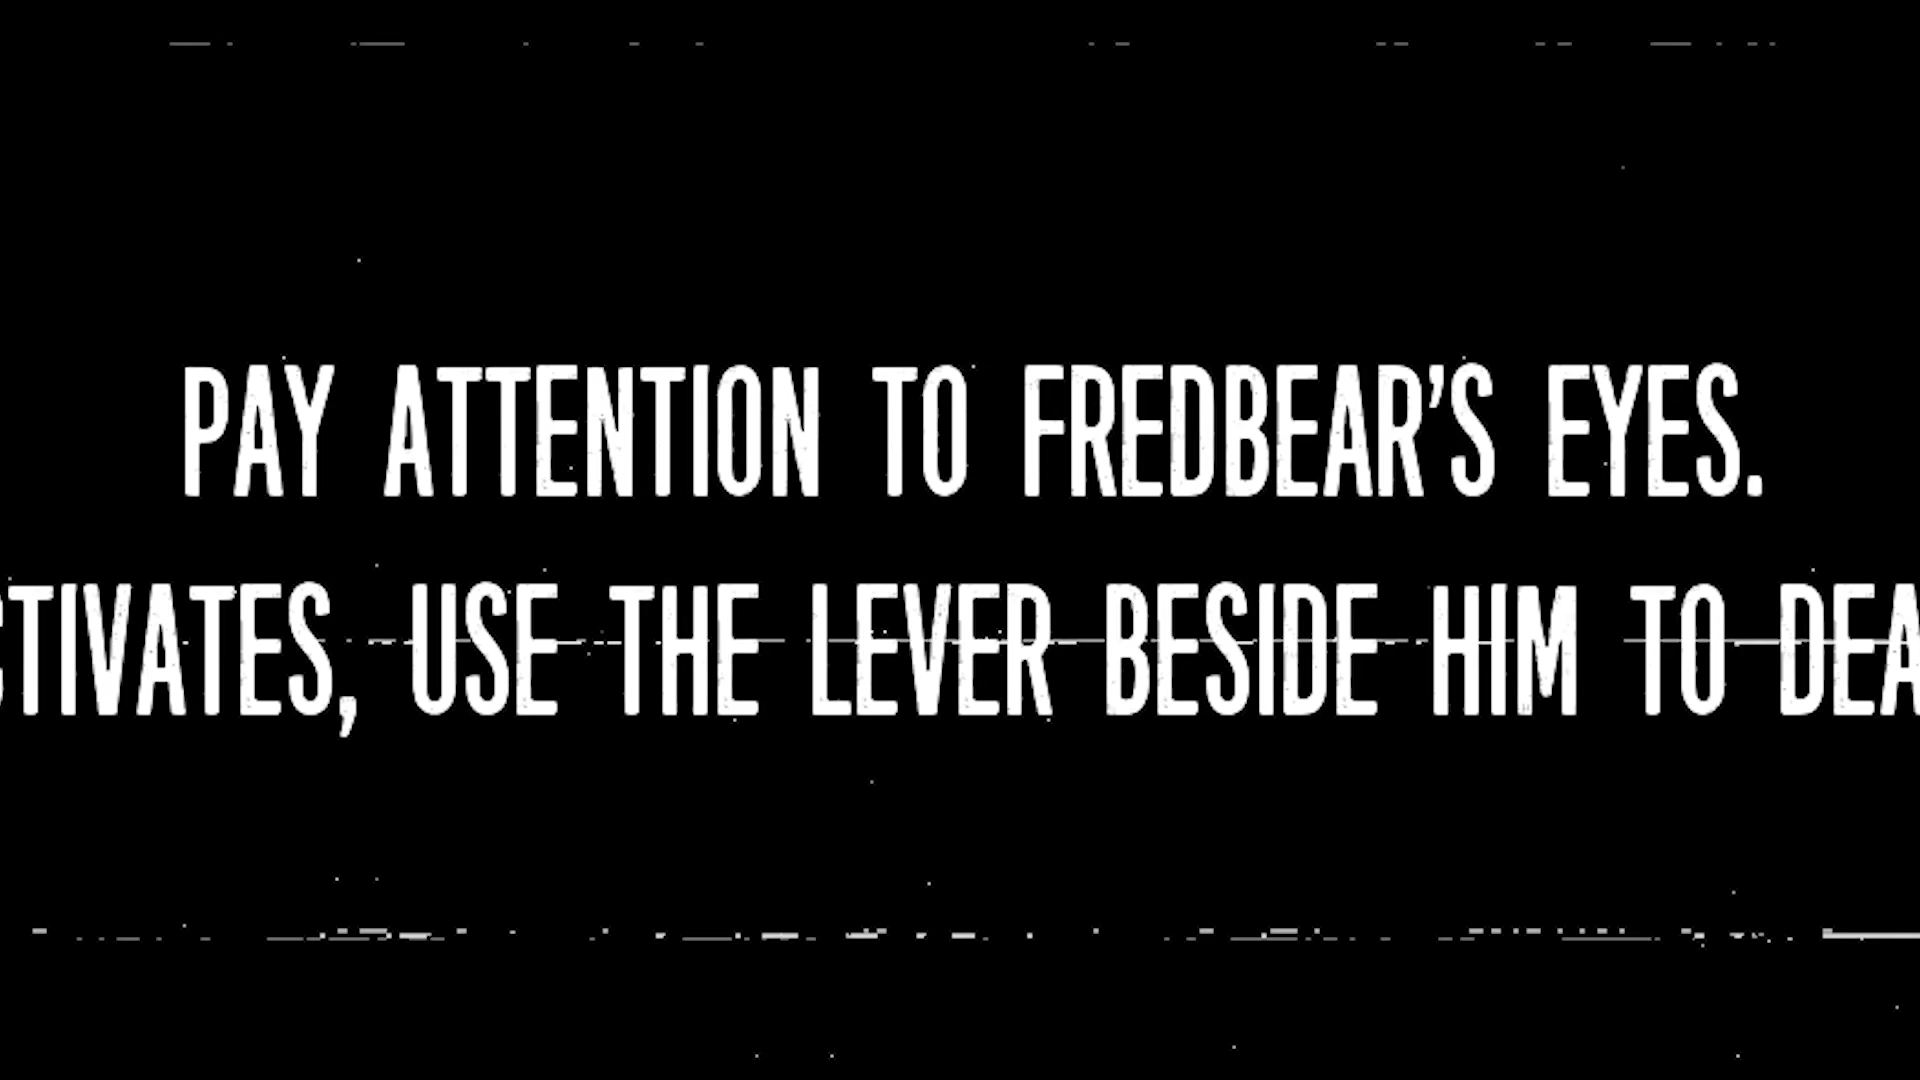 PAY ATTENTION TO FREDBEAR'S EYES.
CTIVATES, USE THE LEVER BESIDE HIM TO DEA